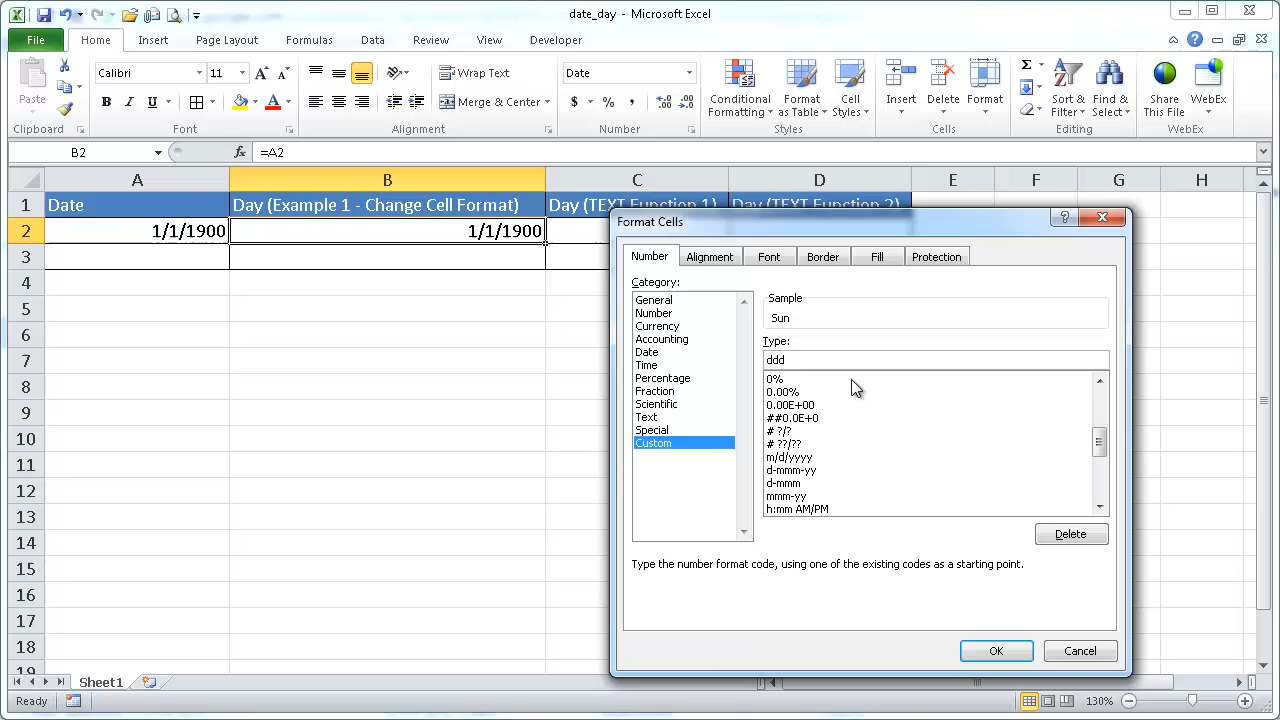 date_day - Microsoft Excel
File Home Insert Page Layout Formulas Data Review View Developer
Paste
Calibri 11
Wrap Text
Date
Conditional Formatting
Format as Table
Cell Styles
Insert Delete Format
Sort & Filter
Find & Select
Share This File
WebEx
B I U
Merge & Center
$ % ,
Clipboard Font Alignment Number Styles Cells Editing WebEx
B2 fx =A2
A B C D E F G H
1 Date Day (Example 1 - Change Cell Format) Day (TEXT Function 1) Day (TEXT Function 2)
2 1/1/1900 1/1/1900
3
4
5
6
7
8
9
10
11
12
13
14
15
16
17
18
19
Format Cells
Number Alignment Font Border Fill Protection
Category:
General
Number
Currency
Accounting
Date
Time
Percentage
Fraction
Scientific
Text
Special
Custom
Sample
Sun
Type:
ddd
0%
0.00%
0.00E+00
##0.0E+0
# ?/?
# ??/??
m/d/yyyy
d-mmm-yy
d-mmm
mmm-yy
h:mm AM/PM
Delete
Type the number format code, using one of the existing codes as a starting point.
OK Cancel
Sheet1
Ready 130%